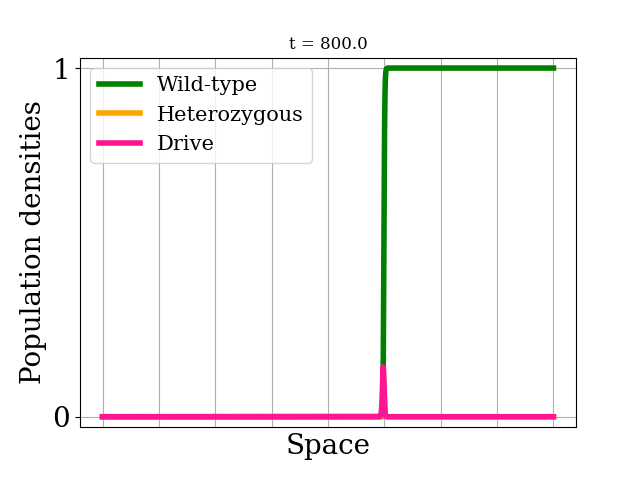 t = 800.0
1
Wild-type
Heterozygous
Drive
Population densities
0
Space